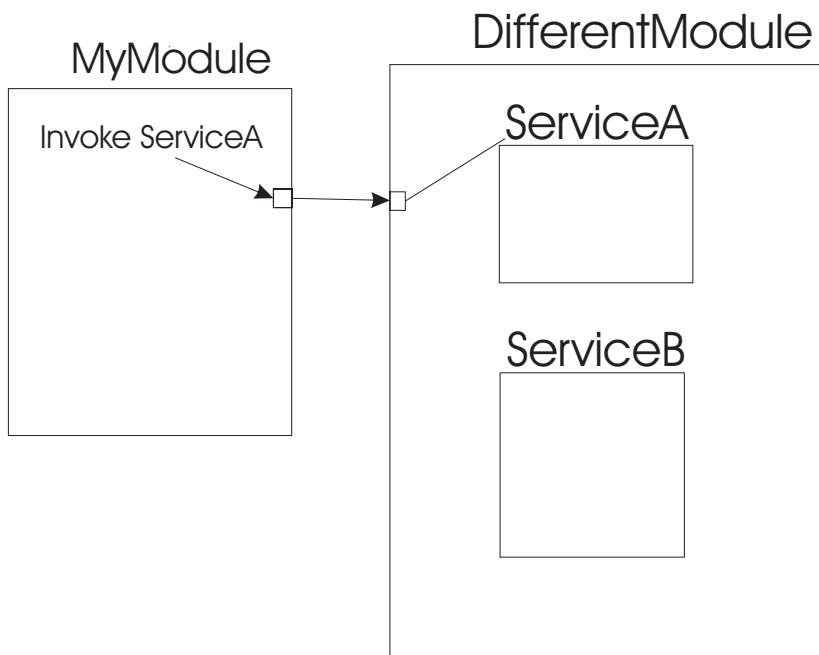 DifferentModule
MyModule
Invoke ServiceA
ServiceA
ServiceB